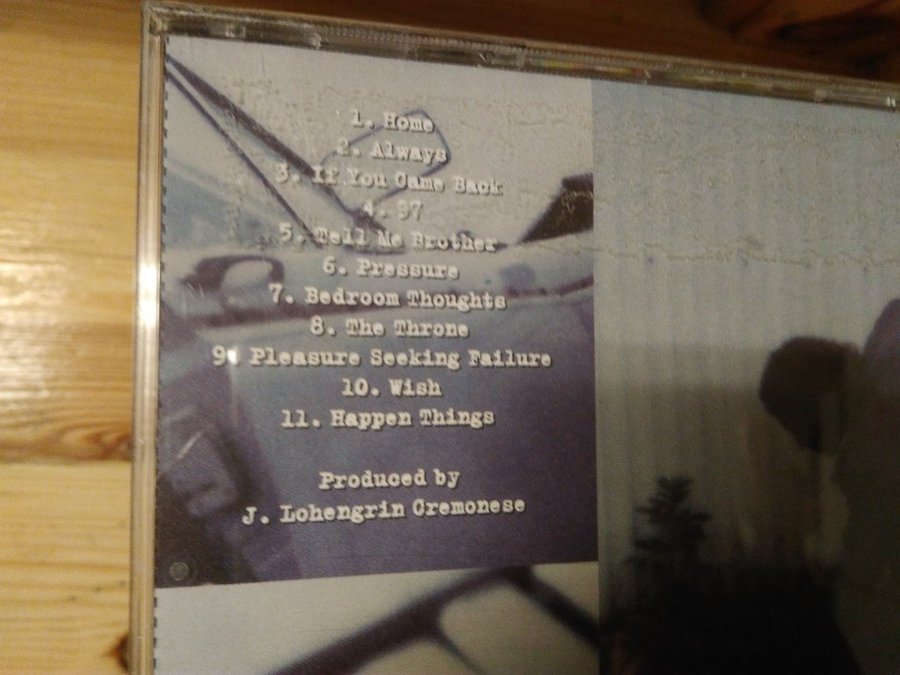 1. Home
2. Always
3. If You Came Back
4. 97
5. Tell Me Brother
6. Pressure
7. Bedroom Thoughts
8. The Throne
9. Pleasure Seeking Failure
10. Wish
11. Happen Things
Produced by
J. Lohengrin Cremonese